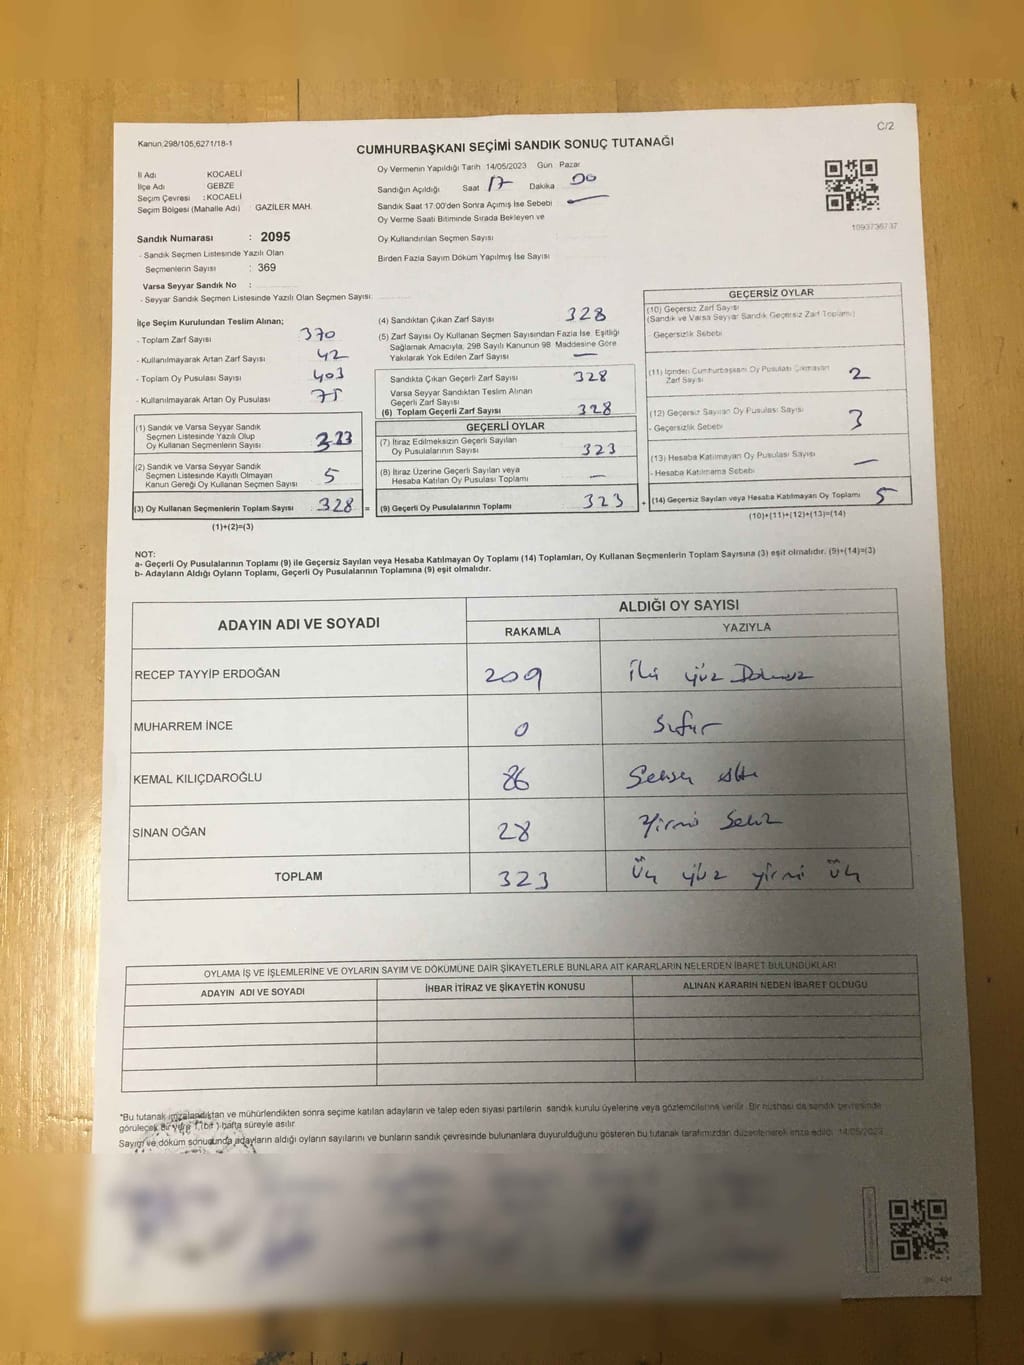 Kanun:298/105,6271/18-1
C/2
CUMHURBAŞKANI SEÇİMİ SANDIK SONUÇ TUTANAĞI
İl Adı KOCAELİ
İlçe Adı GEBZE
Seçim Çevresi : KOCAELİ
Seçim Bölgesi (Mahalle Adı) : GAZİLER MAH.
Oy Vermenin Yapıldığı Tarih 14/05/2023 Gün : Pazar
Sandığın Açıldığı Saat 17 Dakika 00
Sandık Saat 17:00'den Sonra Açımış İse Sebebi —
Oy Verme Saati Bitiminde Sırada Bekleyen ve
Oy Kullandırılan Seçmen Sayısı
Birden Fazla Sayım Döküm Yapılmış İse Sayısı
1093736737
Sandık Numarası : 2095
- Sandık Seçmen Listesinde Yazılı Olan
Seçmenlerin Sayısı : 369
Varsa Seyyar Sandık No :
- Seyyar Sandık Seçmen Listesinde Yazılı Olan Seçmen Sayısı:
İlçe Seçim Kurulundan Teslim Alınan;
- Toplam Zarf Sayısı 370
- Kullanılmayarak Artan Zarf Sayısı 42
- Toplam Oy Pusulası Sayısı 403
- Kullanılmayarak Artan Oy Pusulası 75
(1) Sandık ve Varsa Seyyar Sandık
Seçmen Listesinde Yazılı Olup
Oy Kullanan Seçmenlerin Sayısı 323
(2) Sandık ve Varsa Seyyar Sandık
Seçmen Listesinde Kayıtlı Olmayan
Kanun Gereği Oy Kullanan Seçmen Sayısı 5
(3) Oy Kullanan Seçmenlerin Toplam Sayısı 328 =
(1)+(2)=(3)
(4) Sandıktan Çıkan Zarf Sayısı 328
(5) Zarf Sayısı Oy Kullanan Seçmen Sayısından Fazla İse, Eşitliği
Sağlamak Amacıyla, 298 Sayılı Kanunun 98. Maddesine Göre
Yakılarak Yok Edilen Zarf Sayısı —
Sandıkta Çıkan Geçerli Zarf Sayısı 328
Varsa Seyyar Sandıktan Teslim Alınan
Geçerli Zarf Sayısı
(6) Toplam Geçerli Zarf Sayısı 328
GEÇERLİ OYLAR
(7) İtiraz Edilmeksizin Geçerli Sayılan
Oy Pusulalarının Sayısı 323
(8) İtiraz Üzerine Geçerli Sayılan veya
Hesaba Katılan Oy Pusulası Toplamı —
(9) Geçerli Oy Pusulalarının Toplamı 323 +
GEÇERSİZ OYLAR
(10) Geçersiz Zarf Sayısı
(Sandık ve Varsa Seyyar Sandık Geçersiz Zarf Toplamı)
- Geçersizlik Sebebi
(11) İçinden Cumhurbaşkanı Oy Pusulası Çıkmayan
Zarf Sayısı 2
(12) Geçersiz Sayılan Oy Pusulası Sayısı 3
- Geçersizlik Sebebi
(13) Hesaba Katılmayan Oy Pusulası Sayısı —
- Hesaba Katılmama Sebebi
(14) Geçersiz Sayılan veya Hesaba Katılmayan Oy Toplamı 5
(10)+(11)+(12)+(13)=(14)
NOT:
a- Geçerli Oy Pusulalarının Toplamı (9) ile Geçersiz Sayılan veya Hesaba Katılmayan Oy Toplamı (14) Toplamları, Oy Kullanan Seçmenlerin Toplam Sayısına (3) eşit olmalıdır. (9)+(14)=(3)
b- Adayların Aldığı Oyların Toplamı, Geçerli Oy Pusulalarının Toplamına (9) eşit olmalıdır.
ADAYIN ADI VE SOYADI ALDIĞI OY SAYISI
RAKAMLA YAZIYLA
RECEP TAYYİP ERDOĞAN 209 iki yüz Dokuz
MUHARREM İNCE 0 Sıfır
KEMAL KILIÇDAROĞLU 86 Seksen altı
SİNAN OĞAN 28 Yirmi Sekiz
TOPLAM 323 Üç yüz yirmi üç
OYLAMA İŞ VE İŞLEMLERİNE VE OYLARIN SAYIM VE DÖKÜMÜNE DAİR ŞİKAYETLERLE BUNLARA AİT KARARLARIN NELERDEN İBARET BULUNDUKLARI
ADAYIN ADI VE SOYADI İHBAR İTİRAZ VE ŞİKAYETİN KONUSU ALINAN KARARIN NEDEN İBARET OLDUĞU
*Bu tutanak imzalandıktan ve mühürlendikten sonra seçime katılan adayların ve talep eden siyasi partilerin sandık kurulu üyelerine veya gözlemcilerine verilir. Bir nüshası da sandık çevresinde
görülecek bir yere 1 (bir) hafta süreyle asılır.
Sayım ve döküm sonucunda adayların aldığı oyların sayılarını ve bunların sandık çevresinde bulunanlara duyurulduğunu gösteren bu tutanak tarafımızdan düzenlenerek imza edildi. 14/05/2023